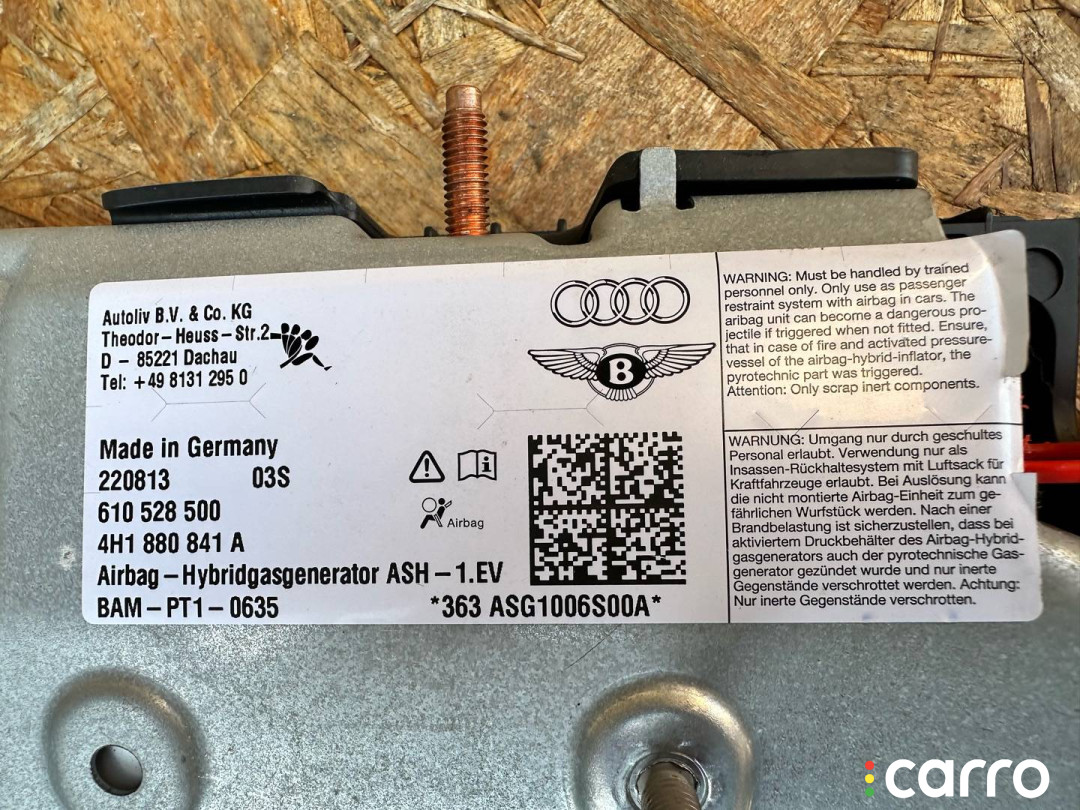 Autoliv B.V. & Co. KG
Theodor-Heuss-Str.2
D - 85221 Dachau
Tel: +49 8131 295 0
Made in Germany
220813 03S
610 528 500
4H1 880 841 A
Airbag-Hybridgasgenerator ASH-1.EV
BAM-PT1-0635
*363 ASG1006S00A*
Airbag
B
WARNING: Must be handled by trained
personnel only. Only use as passenger
restraint system with airbag in cars. The
aribag unit can become a dangerous pro-
jectile if triggered when not fitted. Ensure,
that in case of fire and activated pressure-
vessel of the airbag-hybrid-inflator, the
pyrotechnic part was triggered.
Attention: Only scrap inert components.
WARNUNG: Umgang nur durch geschultes
Personal erlaubt. Verwendung nur als
Insassen-Rückhaltesystem mit Luftsack für
Kraftfahrzeuge erlaubt. Bei Auslösung kann
die nicht montierte Airbag-Einheit zum ge-
fährlichen Wurfstück werden. Nach einer
Brandbelastung ist sicherzustellen, dass bei
aktiviertem Druckbehälter des Airbag-Hybrid-
gasgenerators auch der pyrotechnische Gas-
generator gezündet wurde und nur inerte
Gegenstände verschrottet werden. Achtung:
Nur inerte Gegenstände verschrotten.
carro